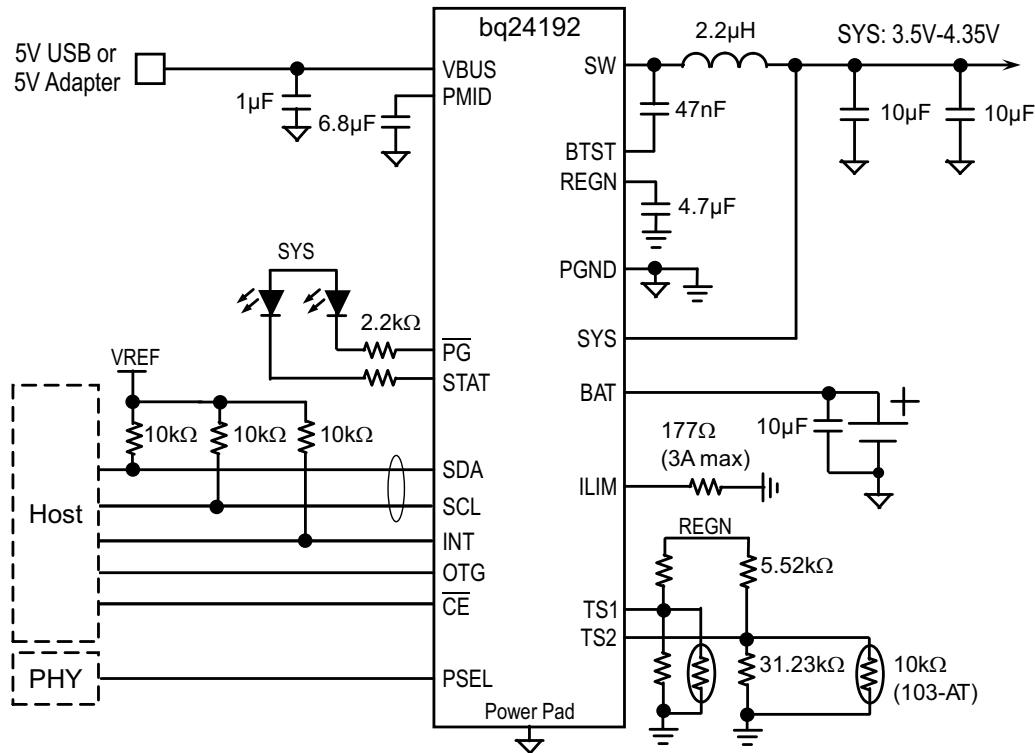 bq24192
5V USB or
5V Adapter
VBUS
PMID
1µF
6.8µF
SW
2.2µH
SYS: 3.5V-4.35V
47nF
10µF
10µF
BTST
REGN
4.7µF
PGND
SYS
SYS
2.2kΩ
PG
STAT
BAT
10µF
VREF
10kΩ
10kΩ
10kΩ
177Ω
(3A max)
ILIM
Host
SDA
SCL
INT
OTG
CE
REGN
5.52kΩ
TS1
TS2
31.23kΩ
10kΩ
(103-AT)
PHY
PSEL
Power Pad